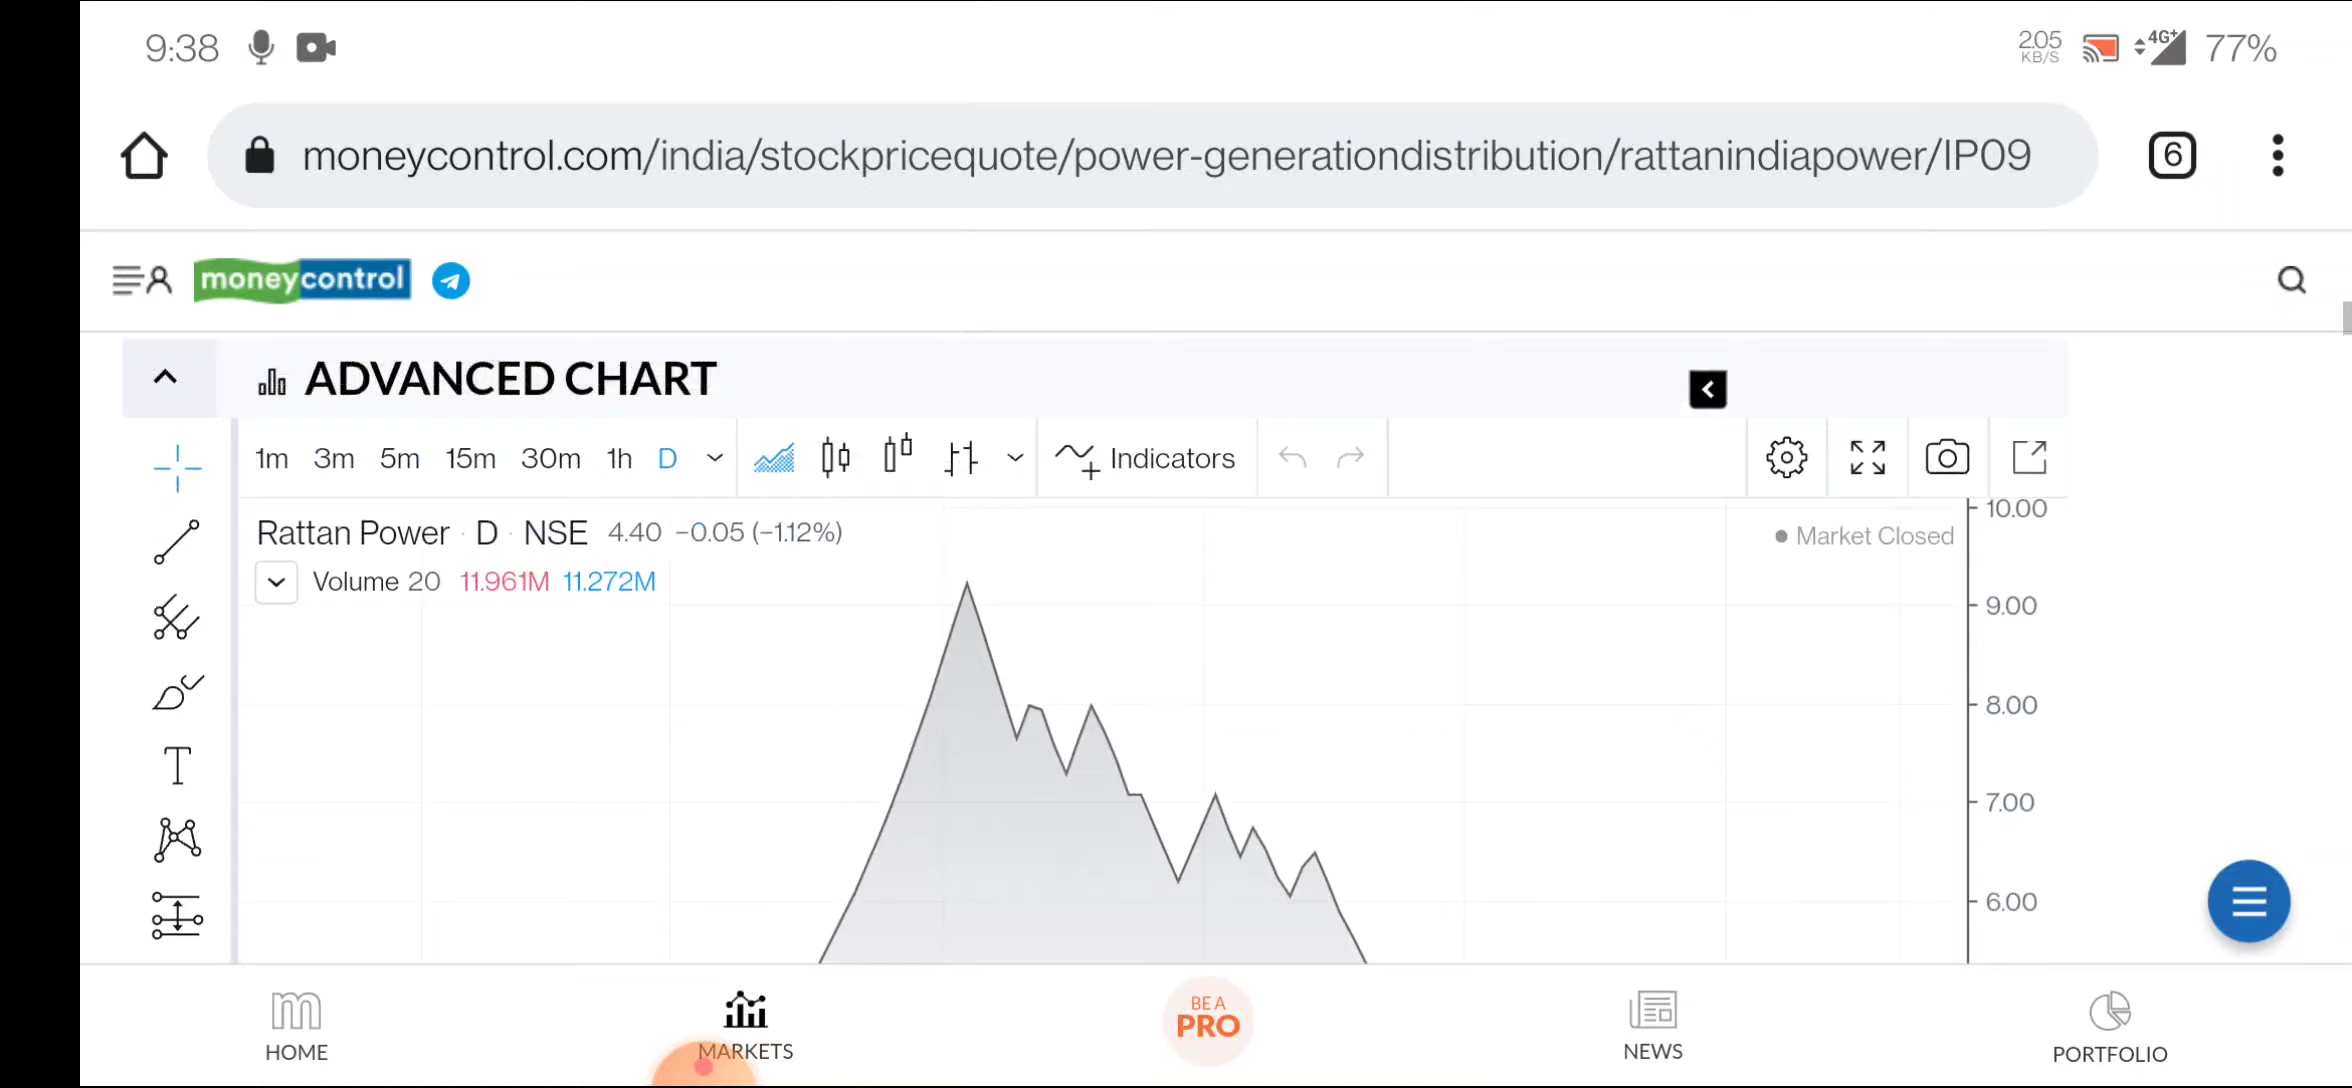 9:38
2.05 KB/S 4G+ 77%
moneycontrol.com/india/stockpricequote/power-generationdistribution/rattanindiapower/IP09
6
moneycontrol
ADVANCED CHART
1m 3m 5m 15m 30m 1h D Indicators
Rattan Power · D · NSE 4.40 −0.05 (−1.12%)
Market Closed
Volume 20 11.961M 11.272M
10.00
9.00
8.00
7.00
6.00
HOME
MARKETS
BE A
PRO
NEWS
PORTFOLIO